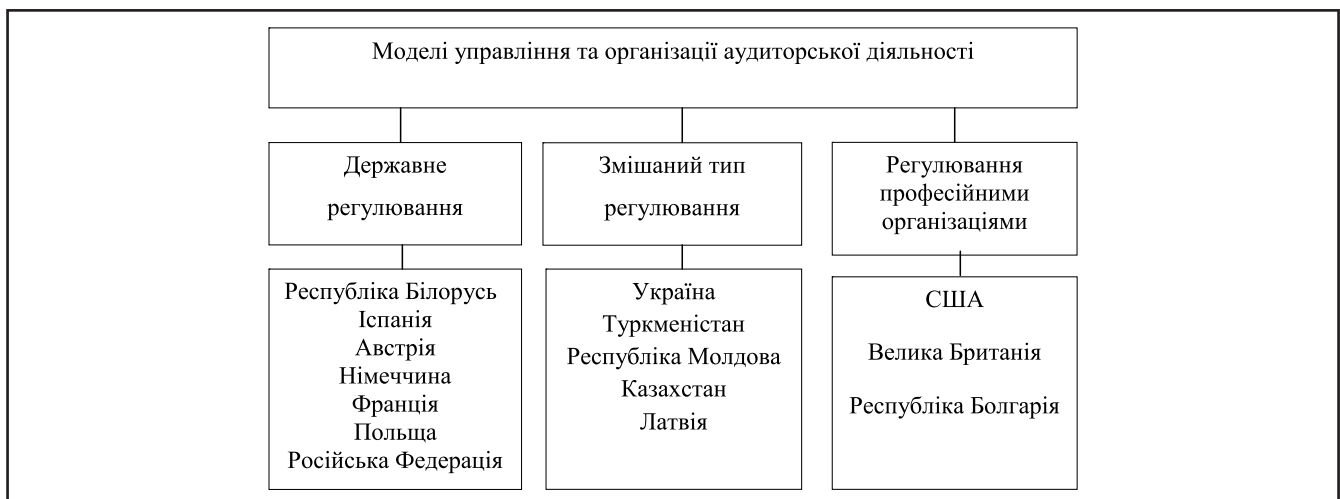 Моделі управління та організації аудиторської діяльності
Державне
регулювання
Змішаний тип
регулювання
Регулювання
професійними
організаціями
Республіка Білорусь
Іспанія
Австрія
Німеччина
Франція
Польща
Російська Федерація
Україна
Туркменістан
Республіка Молдова
Казахстан
Латвія
США
Велика Британія
Республіка Болгарія